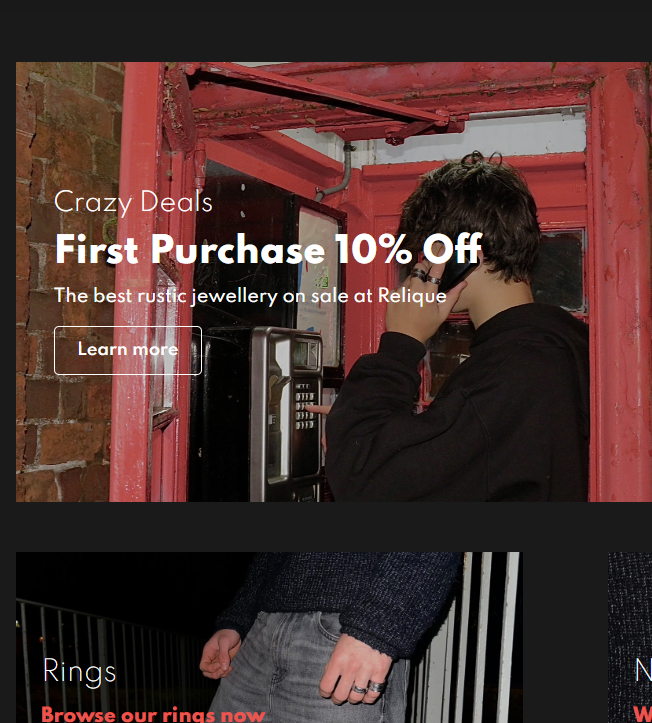 Crazy Deals
First Purchase 10% Off
The best rustic jewellery on sale at Relique
Learn more
Rings
Browse our rings now